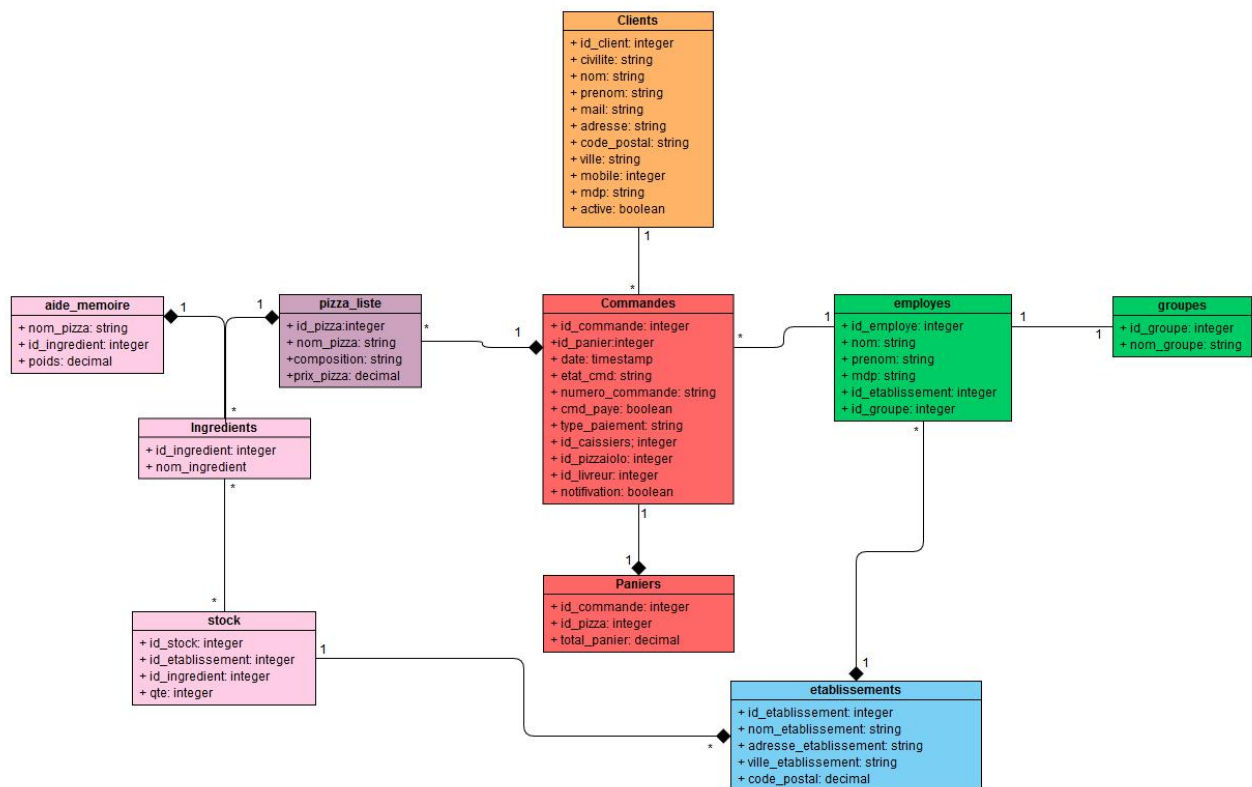 Clients
+ id_client: integer
+ civilite: string
+ nom: string
+ prenom: string
+ mail: string
+ adresse: string
+ code_postal: string
+ ville: string
+ mobile: integer
+ mdp: string
+ active: boolean
1
*
aide_memoire
+ nom_pizza: string
+ id_ingredient: integer
+ poids: decimal
1
1
pizza_liste
+ id_pizza:integer
+ nom_pizza: string
+composition: string
+prix_pizza: decimal
*
1
Commandes
+ id_commande: integer
+id_panier:integer
+ date: timestamp
+ etat_cmd: string
+ numero_commande: string
+ cmd_paye: boolean
+ type_paiement: string
+ id_caissiers; integer
+ id_pizzaiolo: integer
+ id_livreur: integer
+ notifivation: boolean
*
1
employes
+ id_employe: integer
+ nom: string
+ prenom: string
+ mdp: string
+ id_etablissement: integer
+ id_groupe: integer
1
1
groupes
+ id_groupe: integer
+ nom_groupe: string
*
Ingredients
+ id_ingredient: integer
+ nom_ingredient
*
*
*
1
1
Paniers
+ id_commande: integer
+ id_pizza: integer
+ total_panier: decimal
stock
+ id_stock: integer
+ id_etablissement: integer
+ id_ingredient: integer
+ qte: integer
1
*
1
etablissements
+ id_etablissement: integer
+ nom_etablissement: string
+ adresse_etablissement: string
+ ville_etablissement: string
+ code_postal: decimal